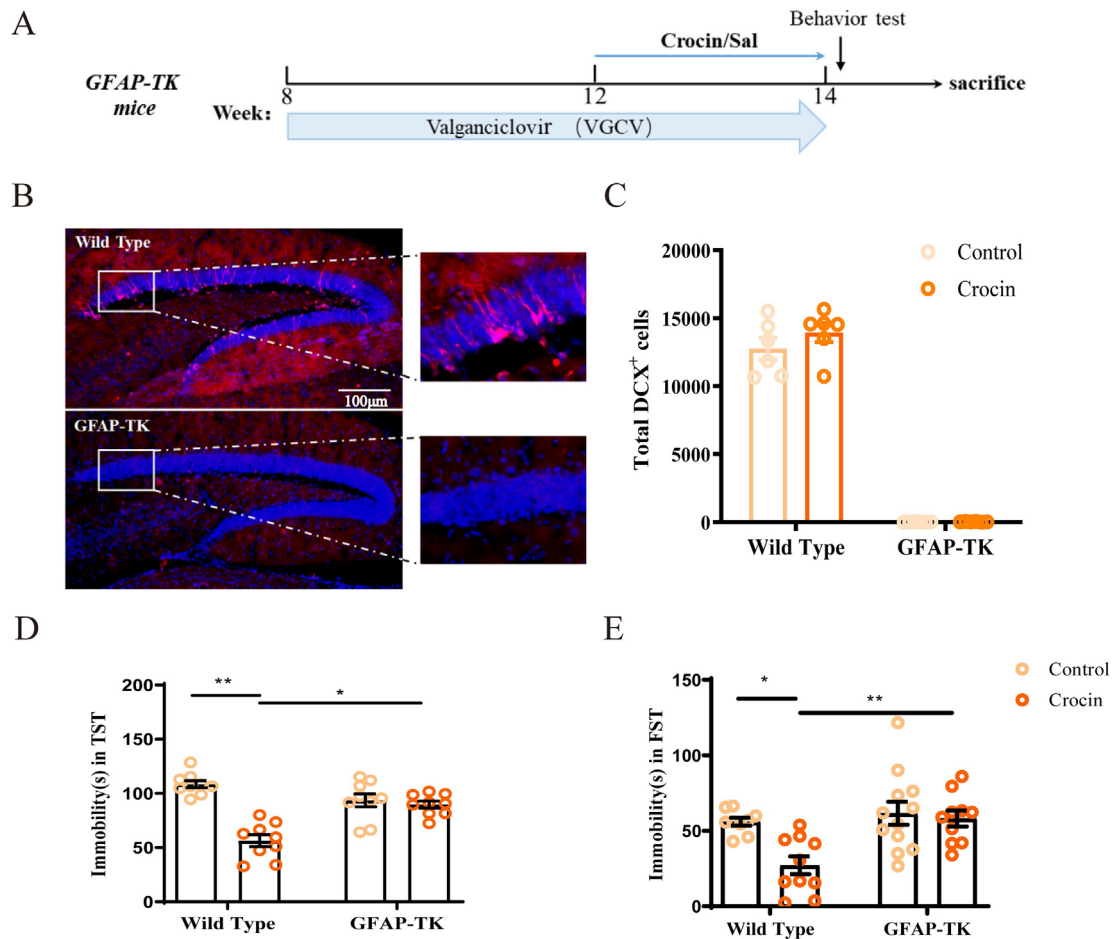 A
Behavior test
Crocin/Sal
GFAP-TK
mice
sacrifice
8
12
14
Week:
Valganciclovir (VGCV)
B
Wild Type
100μm
GFAP-TK
C
Total DCX+ cells
20000
15000
10000
5000
0
Control
Crocin
Wild Type
GFAP-TK
D
Immobility(s) in TST
200
150
100
50
0
**
*
Wild Type
GFAP-TK
E
Immobility(s) in FST
150
100
50
0
*
**
Control
Crocin
Wild Type
GFAP-TK